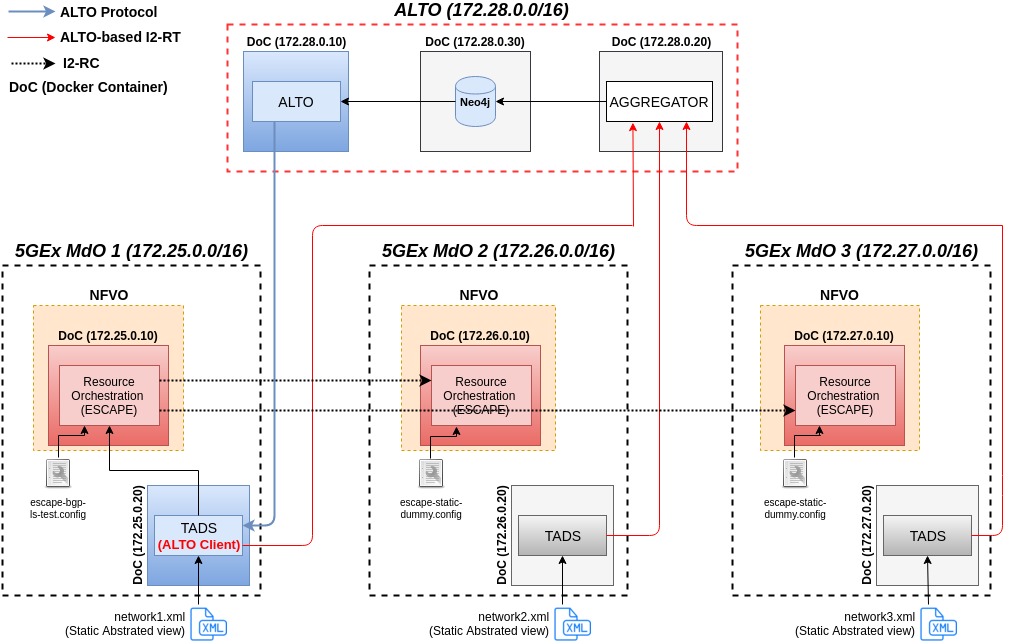 ALTO Protocol
ALTO-based I2-RT
I2-RC
DoC (Docker Container)
ALTO (172.28.0.0/16)
DoC (172.28.0.10)
DoC (172.28.0.30)
DoC (172.28.0.20)
ALTO
Neo4j
AGGREGATOR
5GEx MdO 1 (172.25.0.0/16)
NFVO
DoC (172.25.0.10)
Resource
Orchestration
(ESCAPE)
escape-bgp-
ls-test.config
DoC (172.25.0.20)
TADS
(ALTO Client)
network1.xml
(Static Abstrated view)
XML
5GEx MdO 2 (172.26.0.0/16)
NFVO
DoC (172.26.0.10)
Resource
Orchestration
(ESCAPE)
escape-static-
dummy.config
DoC (172.26.0.20)
TADS
network2.xml
(Static Abstrated view)
XML
5GEx MdO 3 (172.27.0.0/16)
NFVO
DoC (172.27.0.10)
Resource
Orchestration
(ESCAPE)
escape-static-
dummy.config
DoC (172.27.0.20)
TADS
network3.xml
(Static Abstrated view)
XML